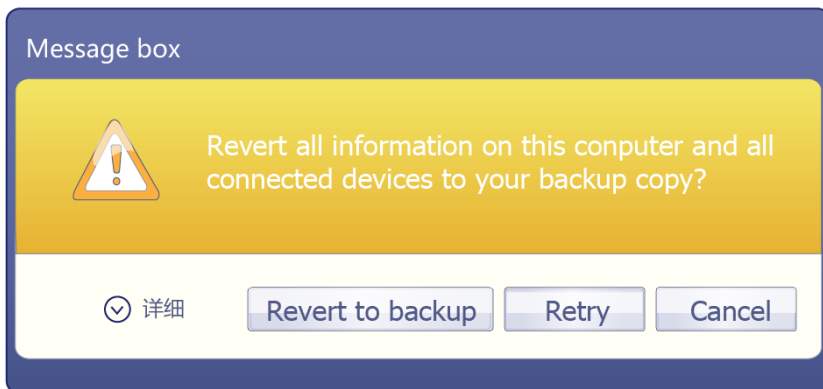 Message box
Revert all information on this conputer and all
connected devices to your backup copy?
详细
Revert to backup
Retry
Cancel